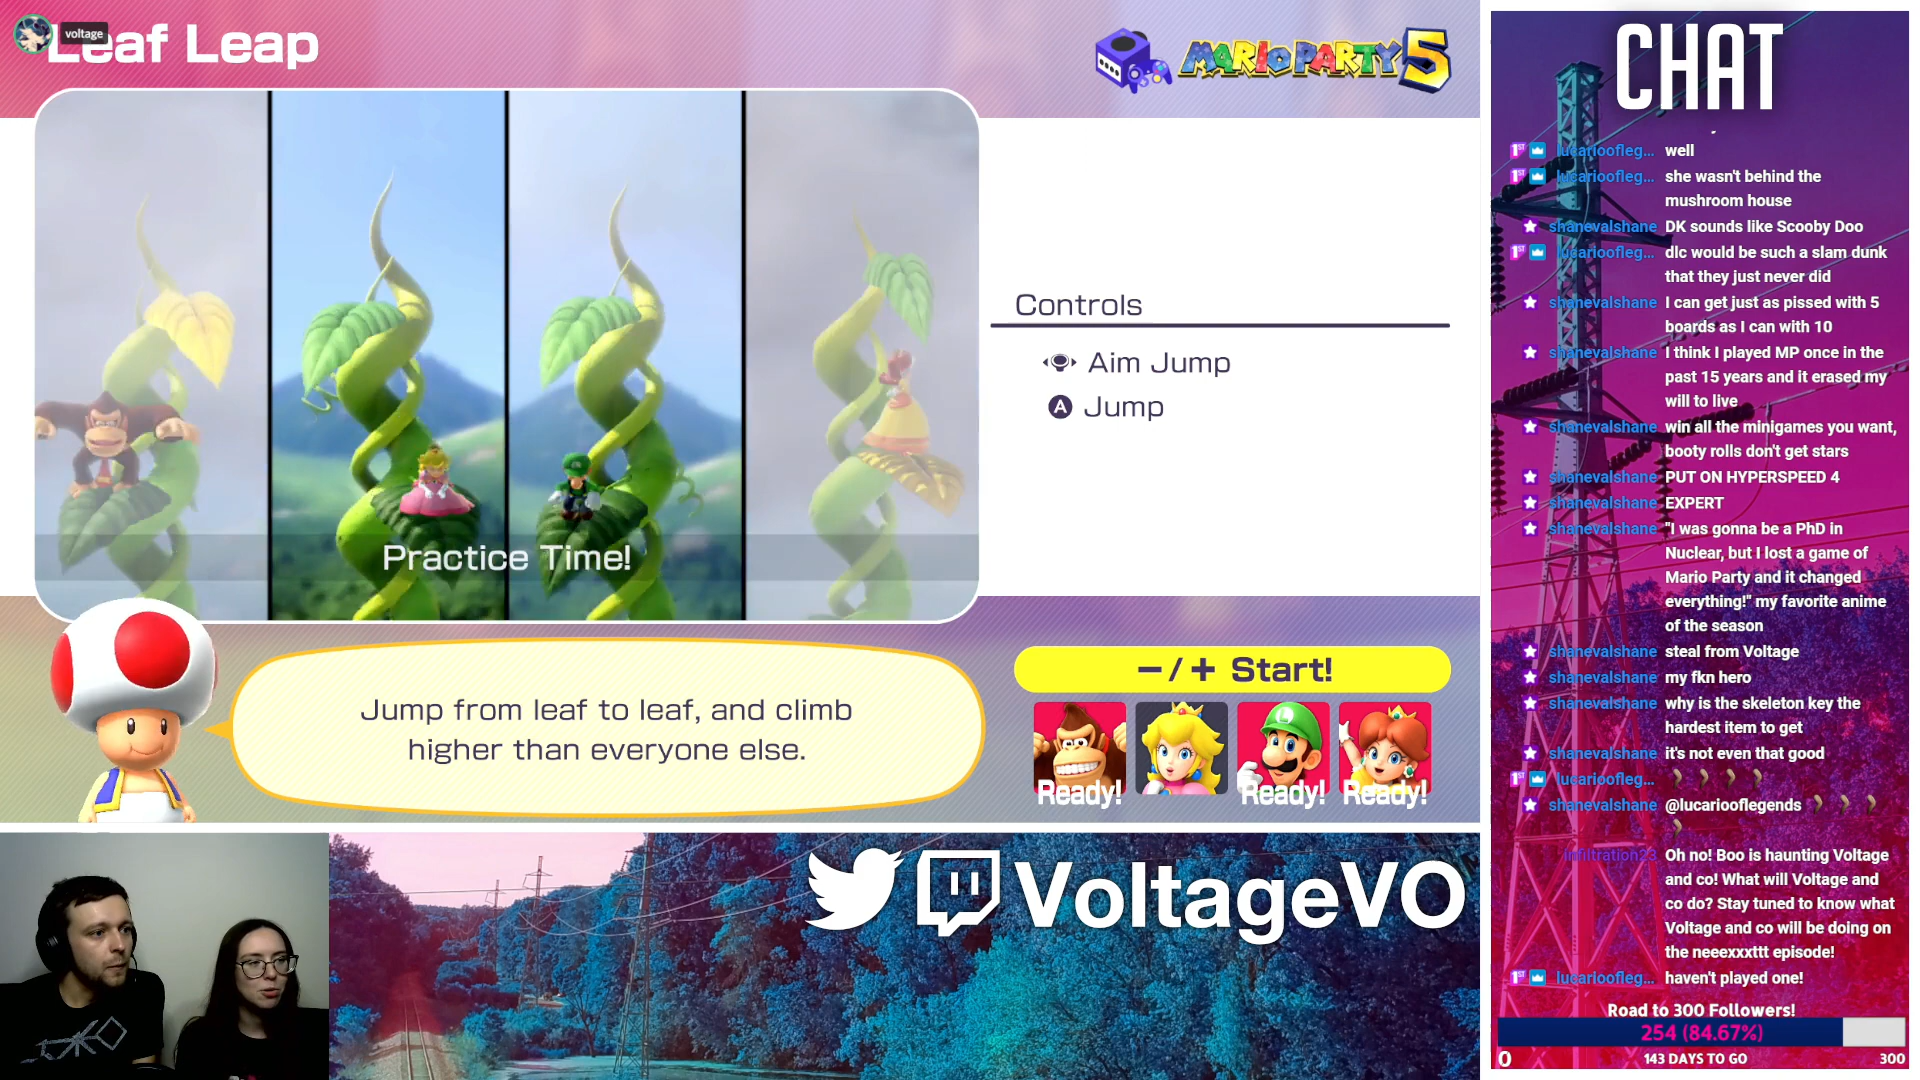 Leaf Leap
voltage
MARIO PARTY 5
Controls
Aim Jump
A Jump
Practice Time!
Jump from leaf to leaf, and climb
higher than everyone else.
−/+ Start!
Ready!
Ready!
Ready!
VoltageVO
CHAT
lucarioofleg... well
lucarioofleg... she wasn't behind the
mushroom house
shanevalshane DK sounds like Scooby Doo
lucarioofleg... dlc would be such a slam dunk
that they just never did
shanevalshane I can get just as pissed with 5
boards as I can with 10
shanevalshane I think I played MP once in the
past 15 years and it erased my
will to live
shanevalshane win all the minigames you want,
booty rolls don't get stars
shanevalshane PUT ON HYPERSPEED 4
shanevalshane EXPERT
shanevalshane "I was gonna be a PhD in
Nuclear, but I lost a game of
Mario Party and it changed
everything!" my favorite anime
of the season
shanevalshane steal from Voltage
shanevalshane my fkn hero
shanevalshane why is the skeleton key the
hardest item to get
shanevalshane it's not even that good
lucarioofleg...
shanevalshane @lucariooflegends
infiltration23 Oh no! Boo is haunting Voltage
and co! What will Voltage and
co do? Stay tuned to know what
Voltage and co will be doing on
the neeexxxttt episode!
lucarioofleg... haven't played one!
Road to 300 Followers!
254 (84.67%)
0 143 DAYS TO GO 300